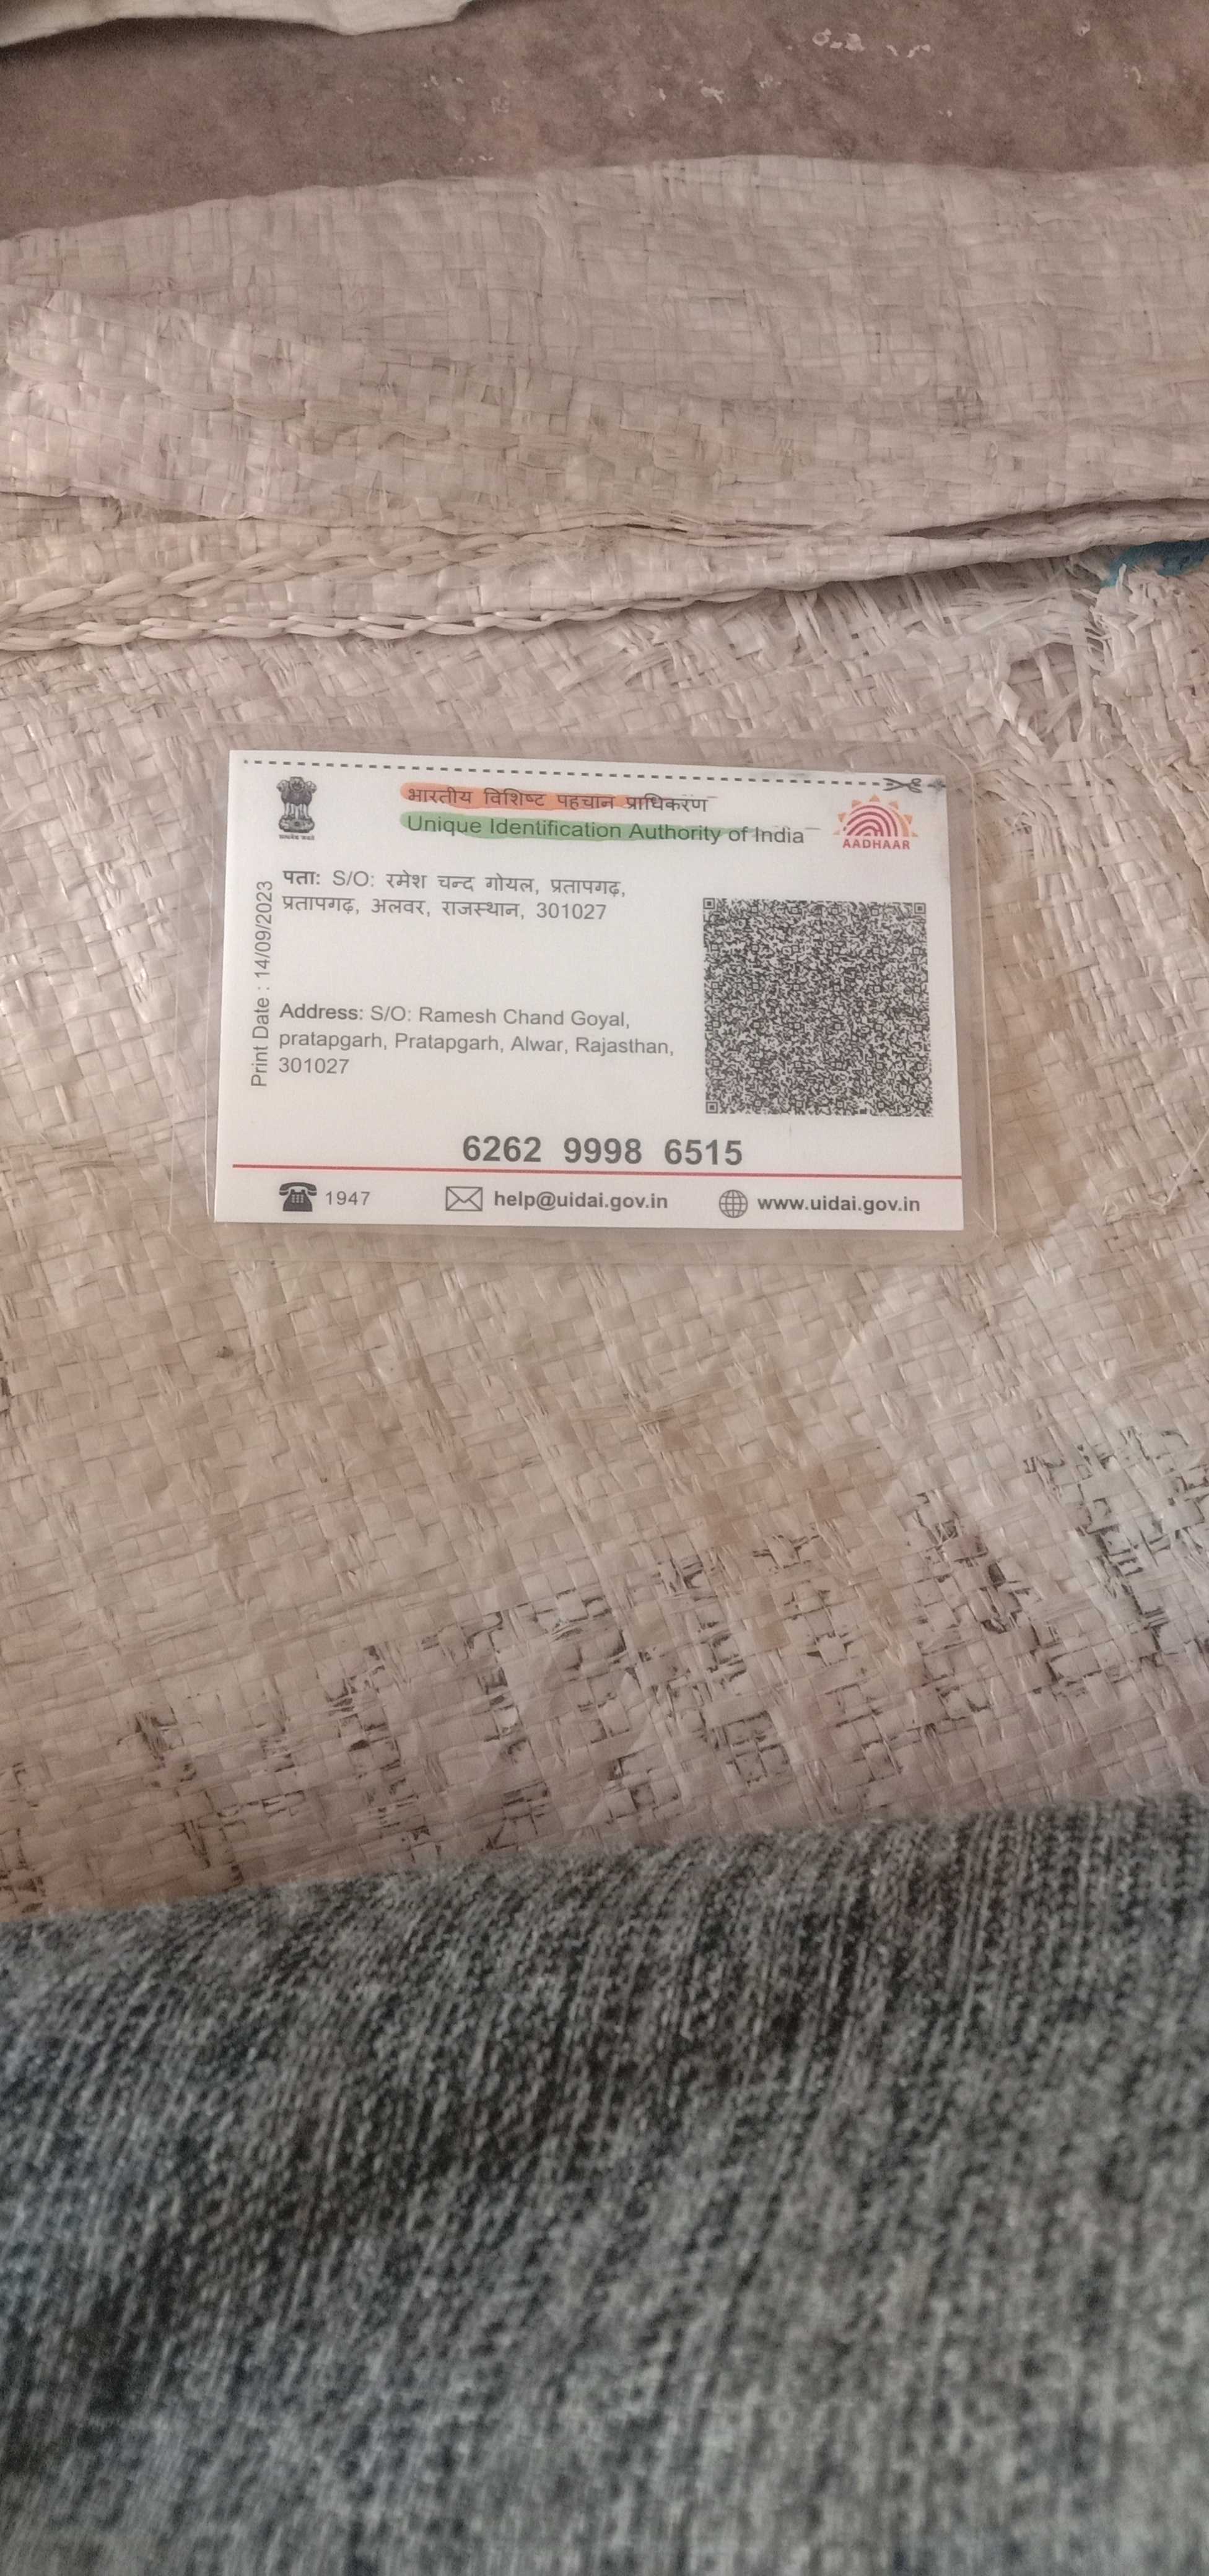 भारतीय विशिष्ट पहचान प्राधिकरण
Unique Identification Authority of India
सत्यमेव जयते
AADHAAR
Print Date : 14/09/2023
पता: S/O: रमेश चन्द गोयल, प्रतापगढ़,
प्रतापगढ़, अलवर, राजस्थान, 301027
Address: S/O: Ramesh Chand Goyal,
pratapgarh, Pratapgarh, Alwar, Rajasthan,
301027
6262 9998 6515
1947
help@uidai.gov.in
www.uidai.gov.in